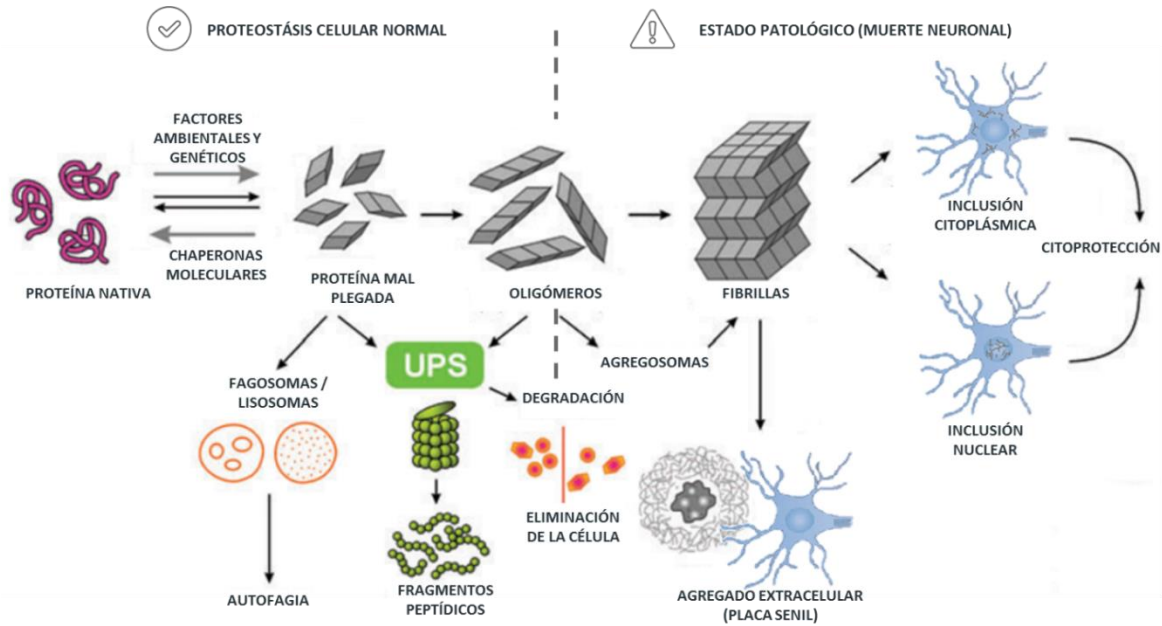 PROTEOSTÁSIS CELULAR NORMAL
ESTADO PATOLÓGICO (MUERTE NEURONAL)
FACTORES
AMBIENTALES Y
GENÉTICOS
CHAPERONAS
MOLECULARES
PROTEÍNA NATIVA
PROTEÍNA MAL
PLEGADA
OLIGÓMEROS
FIBRILLAS
INCLUSIÓN
CITOPLÁSMICA
CITOPROTECCIÓN
UPS
AGREGOSOMAS
FAGOSOMAS /
LISOSOMAS
DEGRADACIÓN
INCLUSIÓN
NUCLEAR
ELIMINACIÓN
DE LA CÉLULA
AUTOFAGIA
FRAGMENTOS
PEPTÍDICOS
AGREGADO EXTRACELULAR
(PLACA SENIL)